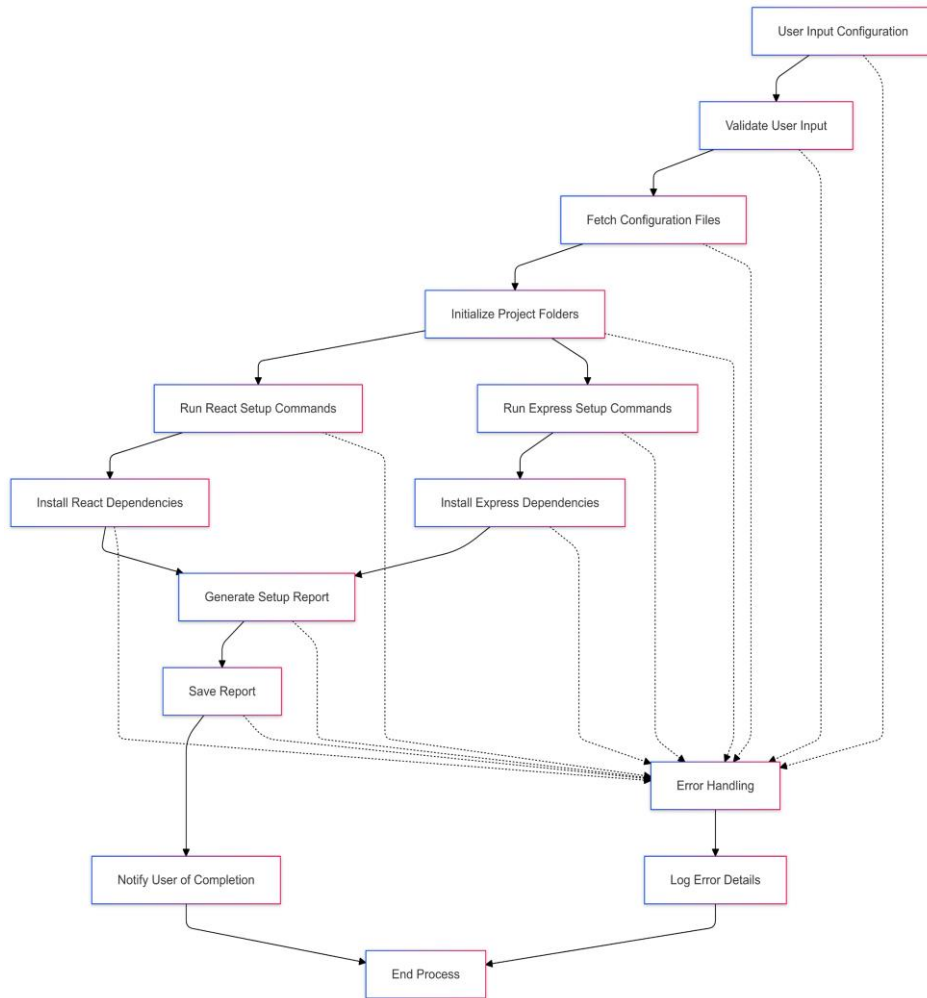 User Input Configuration
Validate User Input
Fetch Configuration Files
Initialize Project Folders
Run React Setup Commands
Run Express Setup Commands
Install React Dependencies
Install Express Dependencies
Generate Setup Report
Save Report
Error Handling
Notify User of Completion
Log Error Details
End Process